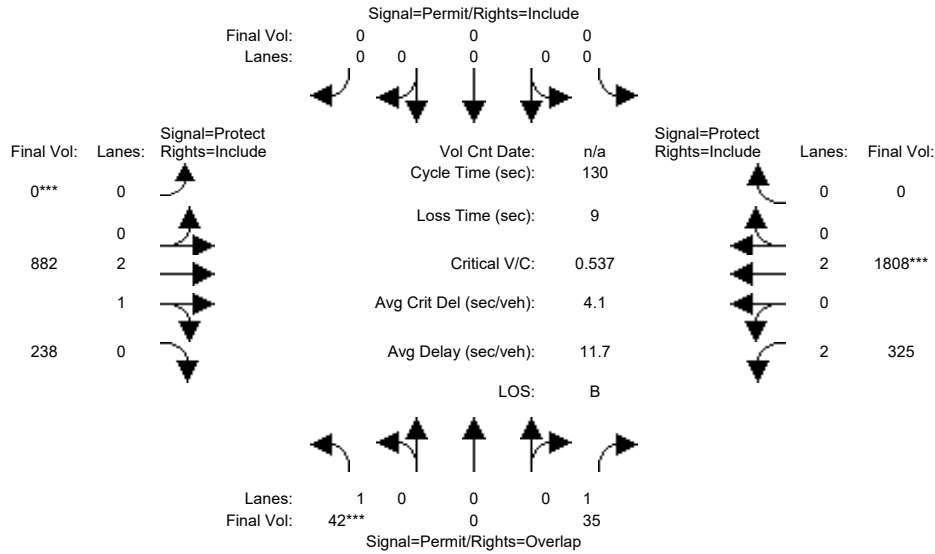 Signal=Permit/Rights=Include
Final Vol: 0 0 0
Lanes: 0 0 0 0 0
Signal=Protect Signal=Protect
Final Vol: Lanes: Rights=Include Vol Cnt Date: n/a Rights=Include Lanes: Final Vol:
Cycle Time (sec): 130
0*** 0 0 0
Loss Time (sec): 9
0 0
882 2 Critical V/C: 0.537 2 1808***
1 Avg Crit Del (sec/veh): 4.1 0
238 0 Avg Delay (sec/veh): 11.7 2 325
LOS: B
Lanes: 1 0 0 0 1
Final Vol: 42*** 0 35
Signal=Permit/Rights=Overlap